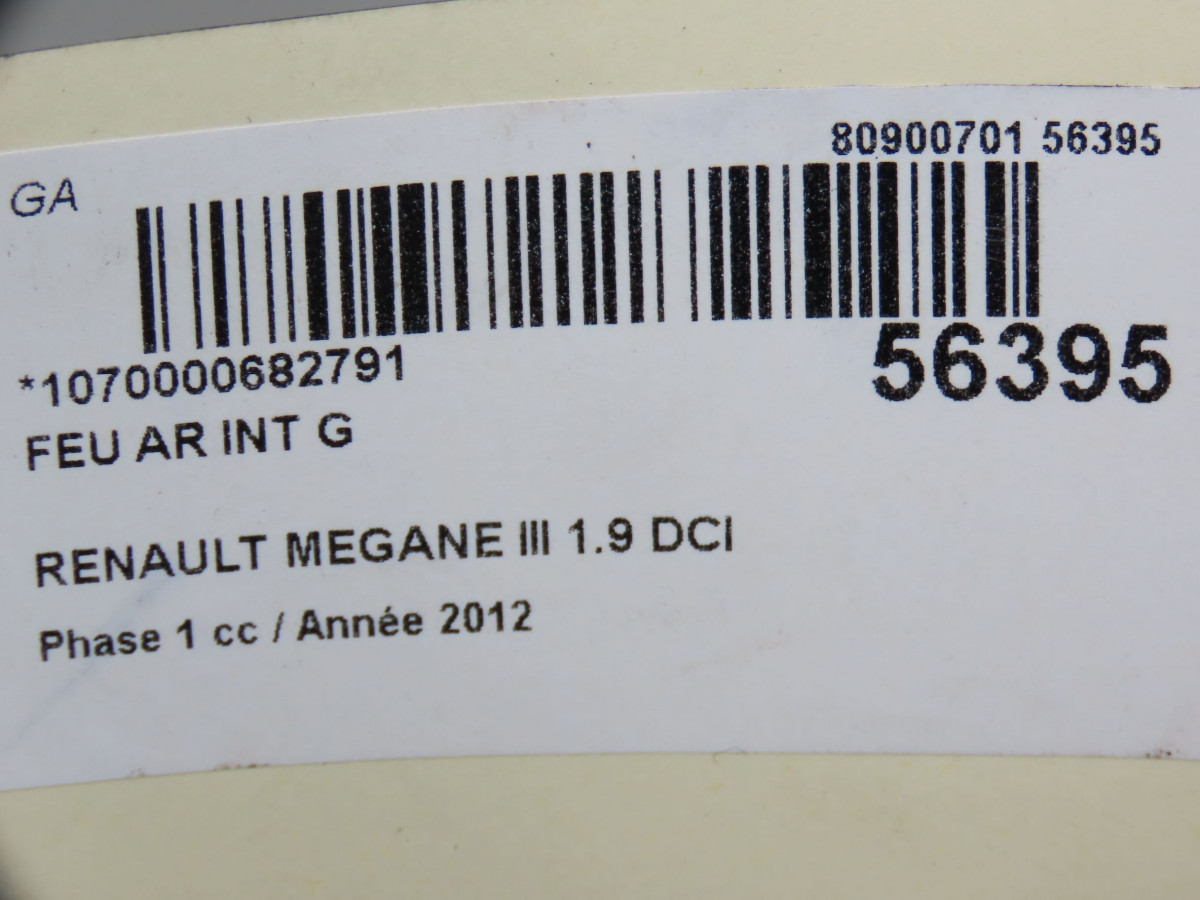 80900701 56395
GA
*1070000682791
56395
FEU AR INT G
RENAULT MEGANE III 1.9 DCI
Phase 1 cc / Année 2012